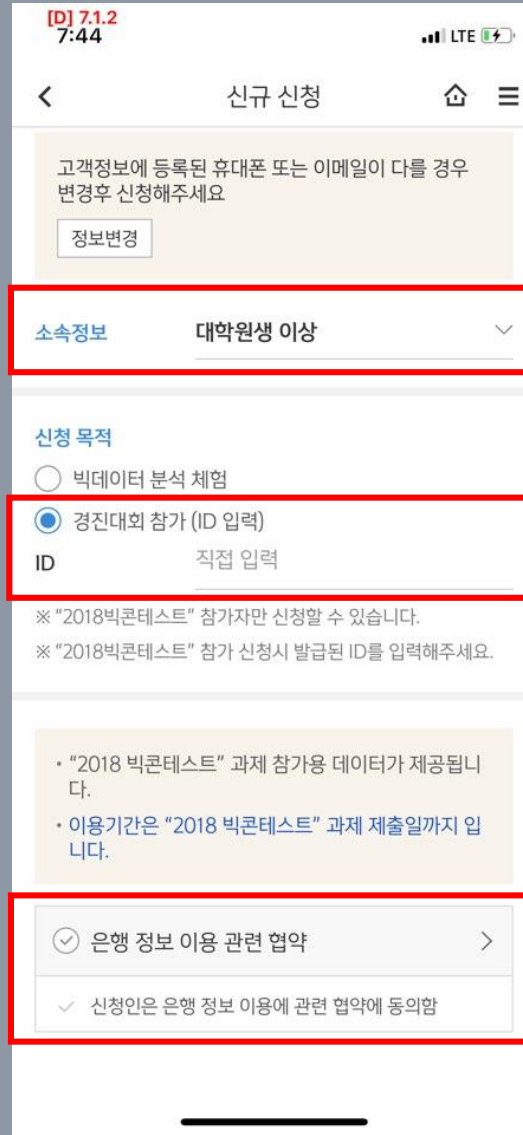 [D] 7.1.2
7:44
LTE
신규 신청
고객정보에 등록된 휴대폰 또는 이메일이 다를 경우
변경후 신청해주세요
정보변경
소속정보 대학원생 이상
신청 목적
빅데이터 분석 체험
경진대회 참가 (ID 입력)
ID 직접 입력
※ “2018빅콘테스트” 참가자만 신청할 수 있습니다.
※ “2018빅콘테스트” 참가 신청시 발급된 ID를 입력해주세요.
• “2018 빅콘테스트” 과제 참가용 데이터가 제공됩니
다.
• 이용기간은 “2018 빅콘테스트” 과제 제출일까지 입
니다.
은행 정보 이용 관련 협약
신청인은 은행 정보 이용에 관련 협약에 동의함